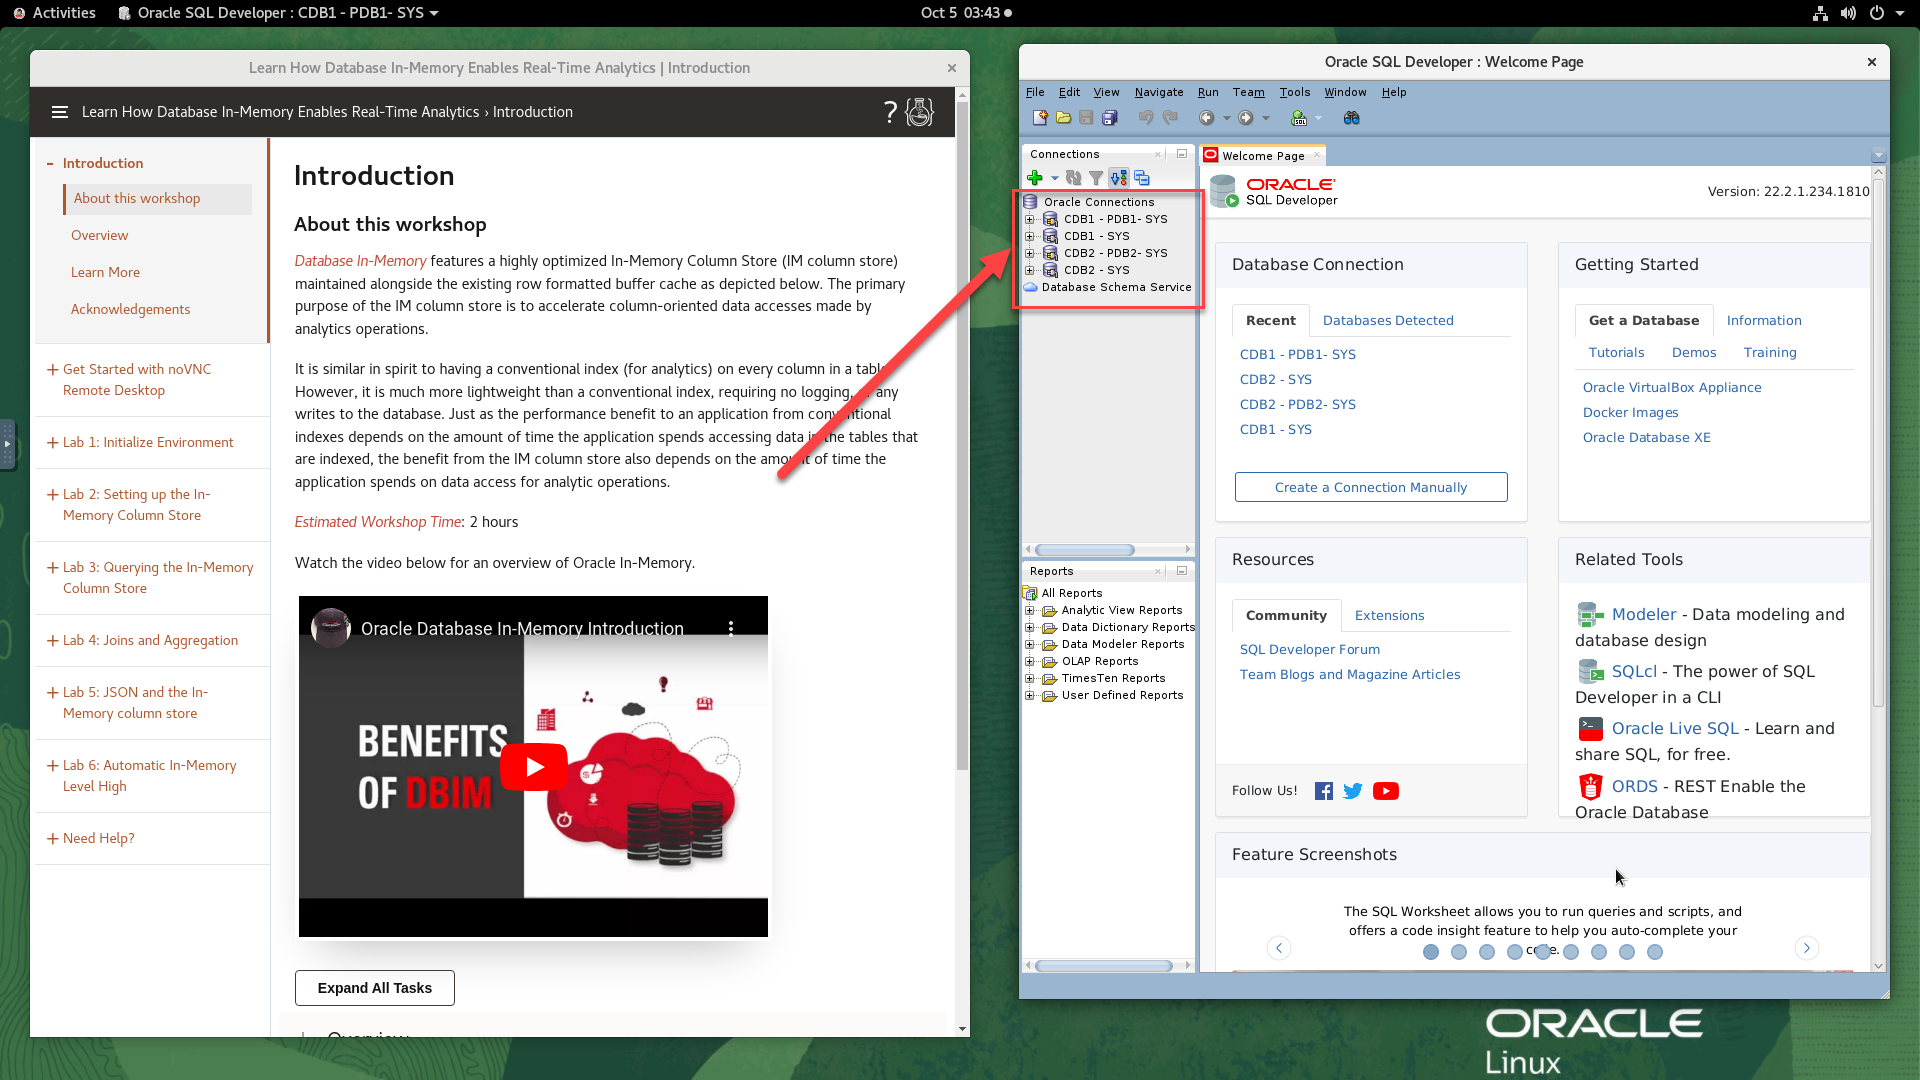 Activities
Oracle SQL Developer : CDB1 - PDB1- SYS
Oct 5 03:43
Learn How Database In-Memory Enables Real-Time Analytics | Introduction
Learn How Database In-Memory Enables Real-Time Analytics › Introduction
?
- Introduction
About this workshop
Overview
Learn More
Acknowledgements
+ Get Started with noVNC
Remote Desktop
+ Lab 1: Initialize Environment
+ Lab 2: Setting up the In-
Memory Column Store
+ Lab 3: Querying the In-Memory
Column Store
+ Lab 4: Joins and Aggregation
+ Lab 5: JSON and the In-
Memory column store
+ Lab 6: Automatic In-Memory
Level High
+ Need Help?
Introduction
About this workshop
Database In-Memory features a highly optimized In-Memory Column Store (IM column store)
maintained alongside the existing row formatted buffer cache as depicted below. The primary
purpose of the IM column store is to accelerate column-oriented data accesses made by
analytics operations.
It is similar in spirit to having a conventional index (for analytics) on every column in a table.
However, it is much more lightweight than a conventional index, requiring no logging, or any
writes to the database. Just as the performance benefit to an application from conventional
indexes depends on the amount of time the application spends accessing data in the tables that
are indexed, the benefit from the IM column store also depends on the amount of time the
application spends on data access for analytic operations.
Estimated Workshop Time: 2 hours
Watch the video below for an overview of Oracle In-Memory.
Oracle Database In-Memory Introduction
BENEFITS
OF DBIM
Expand All Tasks
Overview
Oracle SQL Developer : Welcome Page
File Edit View Navigate Run Team Tools Window Help
Connections
Oracle Connections
CDB1 - PDB1- SYS
CDB1 - SYS
CDB2 - PDB2- SYS
CDB2 - SYS
Database Schema Service
Reports
All Reports
Analytic View Reports
Data Dictionary Reports
Data Modeler Reports
OLAP Reports
TimesTen Reports
User Defined Reports
Welcome Page
ORACLE
SQL Developer
Version: 22.2.1.234.1810
Database Connection
Recent
Databases Detected
CDB1 - PDB1- SYS
CDB2 - SYS
CDB2 - PDB2- SYS
CDB1 - SYS
Create a Connection Manually
Getting Started
Get a Database
Information
Tutorials Demos Training
Oracle VirtualBox Appliance
Docker Images
Oracle Database XE
Resources
Community
Extensions
SQL Developer Forum
Team Blogs and Magazine Articles
Follow Us!
Related Tools
Modeler - Data modeling and
database design
SQLcl - The power of SQL
Developer in a CLI
Oracle Live SQL - Learn and
share SQL, for free.
ORDS - REST Enable the
Oracle Database
Feature Screenshots
The SQL Worksheet allows you to run queries and scripts, and
offers a code insight feature to help you auto-complete your
code.
ORACLE
Linux